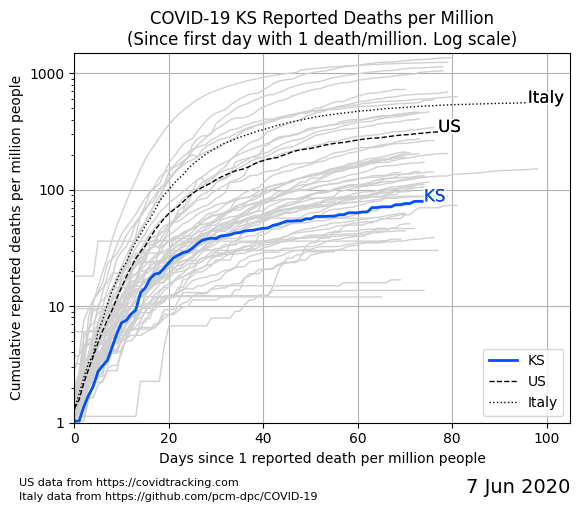 COVID-19 KS Reported Deaths per Million
(Since first day with 1 death/million. Log scale)
Cumulative reported deaths per million people
1000
100
10
1
Italy
US
KS
KS
US
Italy
0 20 40 60 80 100
Days since 1 reported death per million people
US data from https://covidtracking.com
Italy data from https://github.com/pcm-dpc/COVID-19
7 Jun 2020